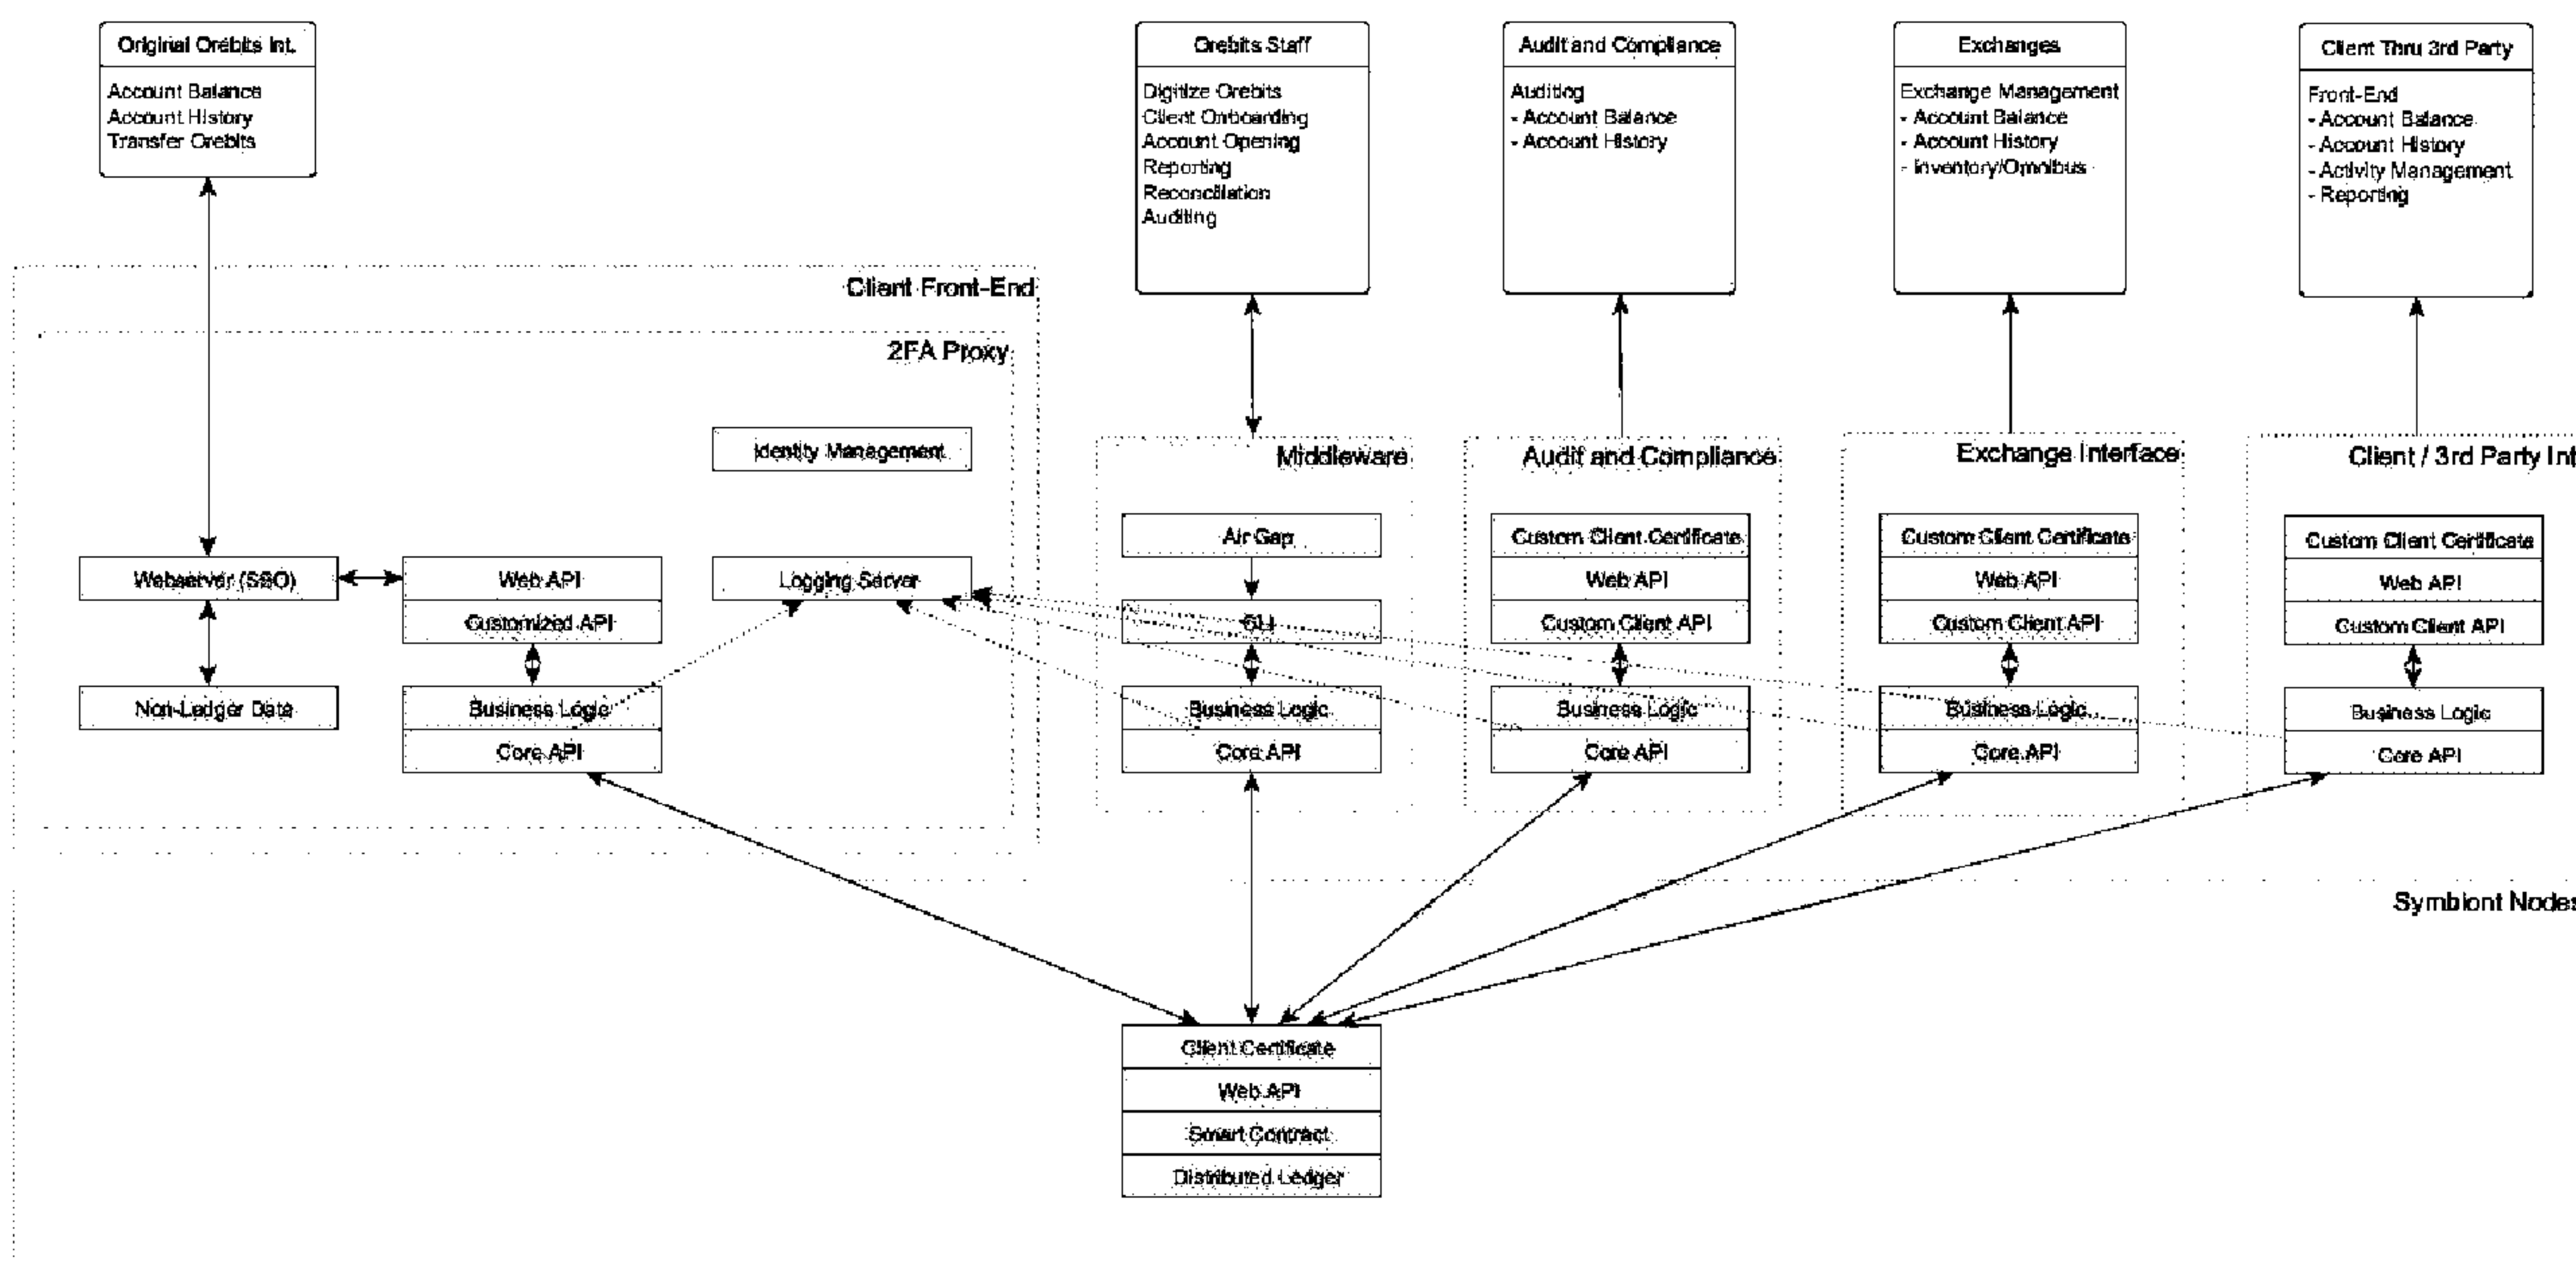 Original Orebits Int.
Account Balance
Account History
Transfer Orebits
Orebits Staff
Digitize Orebits
Client Onboarding
Account Opening
Reporting
Reconciliation
Auditing
Audit and Compliance
Auditing
- Account Balance
- Account History
Exchanges
Exchange Management
- Account Balance
- Account History
- Inventory/Omnibus
Client Thru 3rd Party
Front-End
- Account Balance
- Account History
- Activity Management
- Reporting
Client Front-End
2FA Proxy
Identity Management
Webserver (SSO)
Non-Ledger Data
Web API
Customized API
Business Logic
Core API
Logging Server
Middleware
Air Gap
CLI
Business Logic
Core API
Audit and Compliance
Custom Client Certificate
Web API
Custom Client API
Business Logic
Core API
Exchange Interface
Custom Client Certificate
Web API
Custom Client API
Business Logic
Core API
Client / 3rd Party Int
Custom Client Certificate
Web API
Custom Client API
Business Logic
Core API
Symbiont Nodes
Client Certificate
Web API
Smart Contract
Distributed Ledger